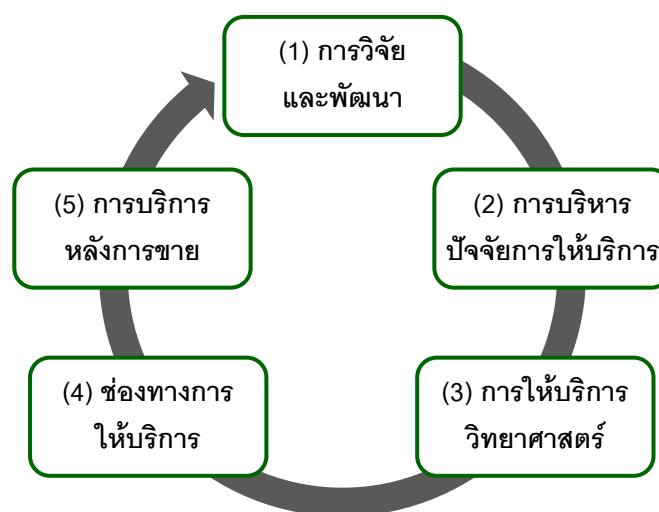 (1) การวิจัย
และพัฒนา
(2) การบริหาร
ปัจจัยการให้บริการ
(3) การให้บริการ
วิทยาศาสตร์
(4) ช่องทางการ
ให้บริการ
(5) การบริการ
หลังการขาย